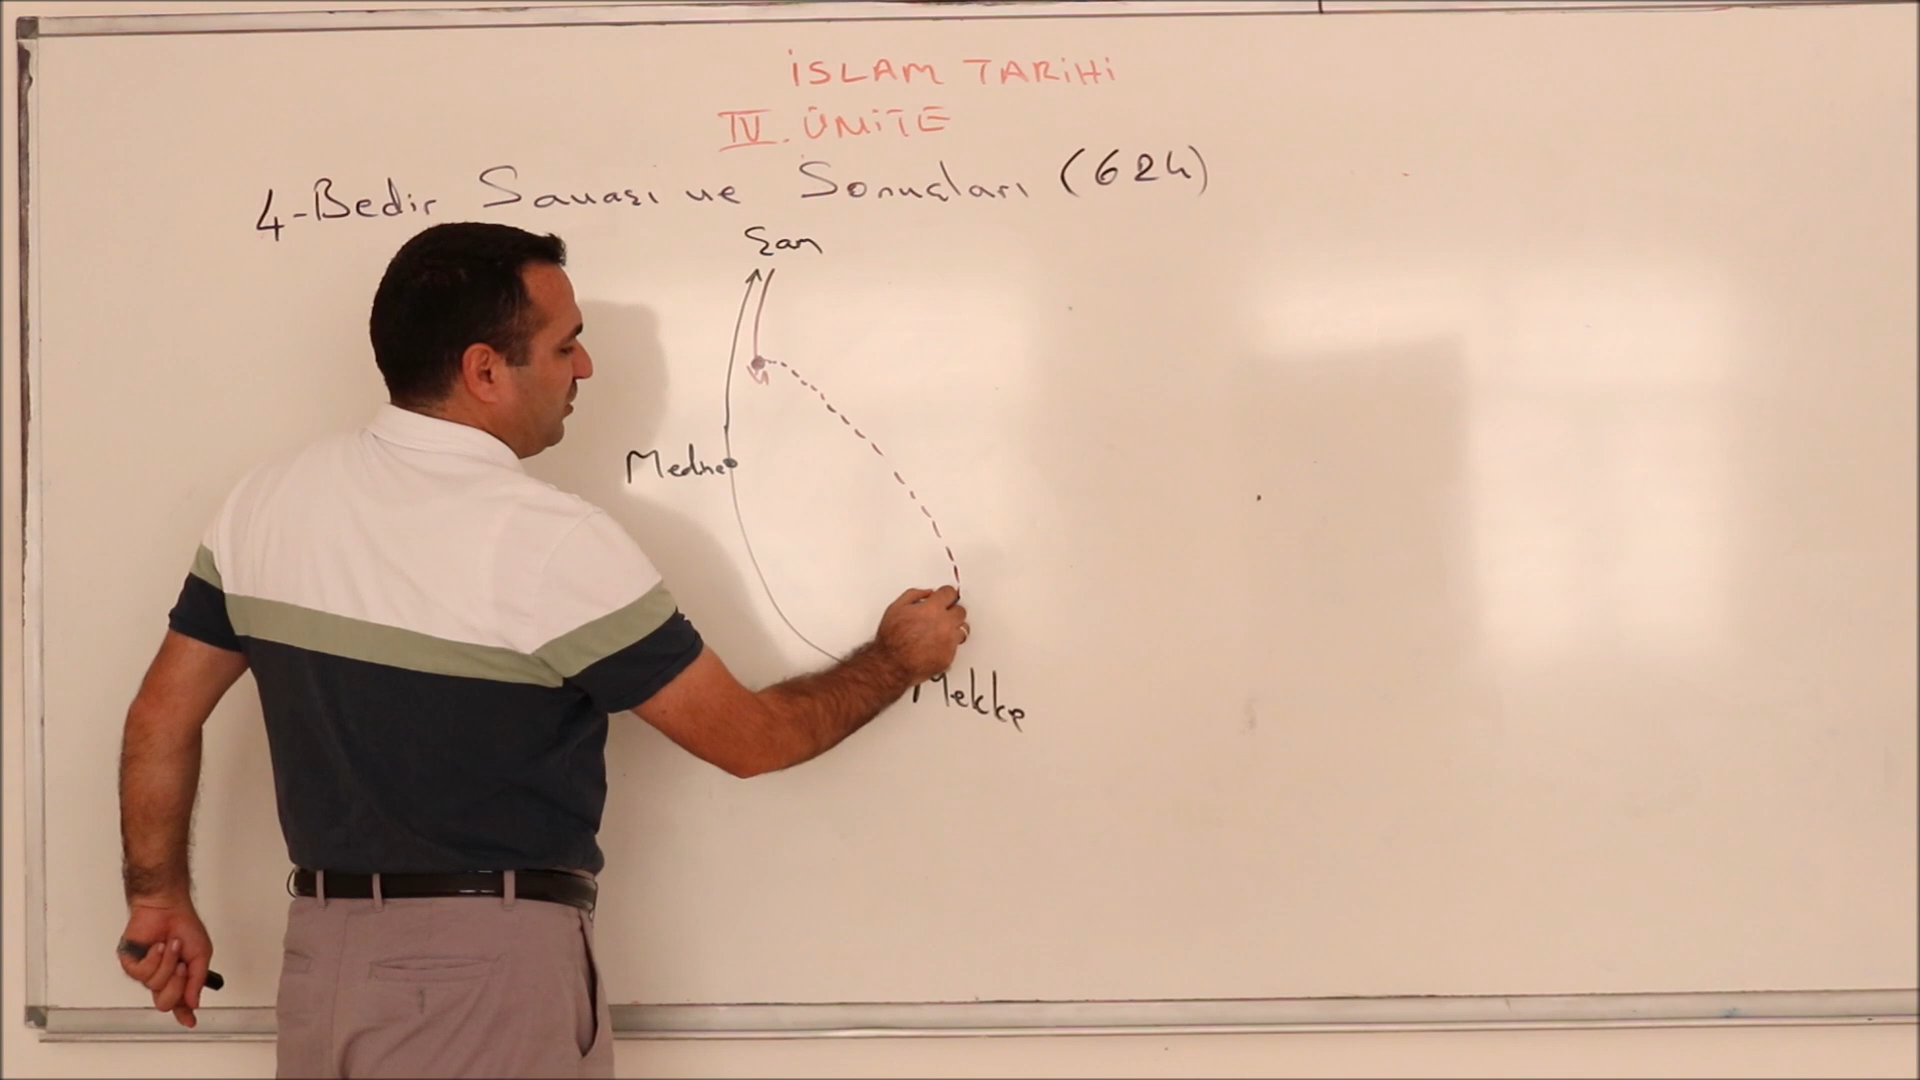 İSLAM TARİHİ
IV. ÜNİTE
4-Bedir Savaşı ve Sonuçları (624)
Şam
Medine
Mekke